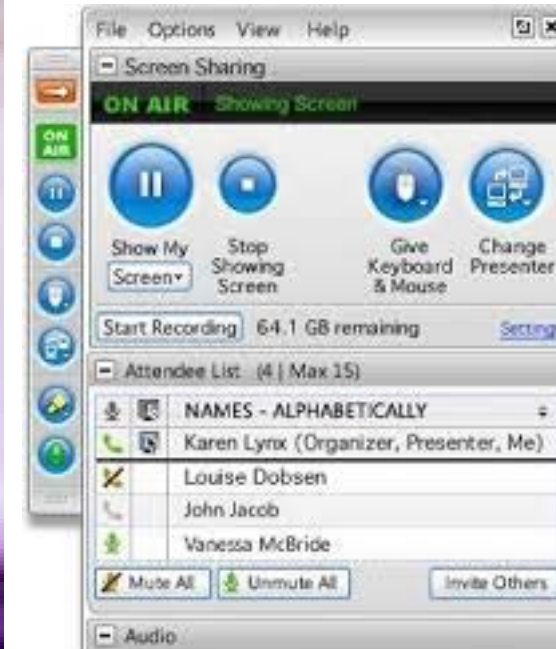 File Options View Help
Screen Sharing
ON AIR Showing Screen
ON
AIR
Show My
Screen
Stop
Showing
Screen
Give
Keyboard
& Mouse
Change
Presenter
Start Recording 64.1 GB remaining Setting
Attendee List (4 | Max 15)
NAMES - ALPHABETICALLY
Karen Lynx (Organizer, Presenter, Me)
Louise Dobsen
John Jacob
Vanessa McBride
Mute All Unmute All Invite Others
Audio